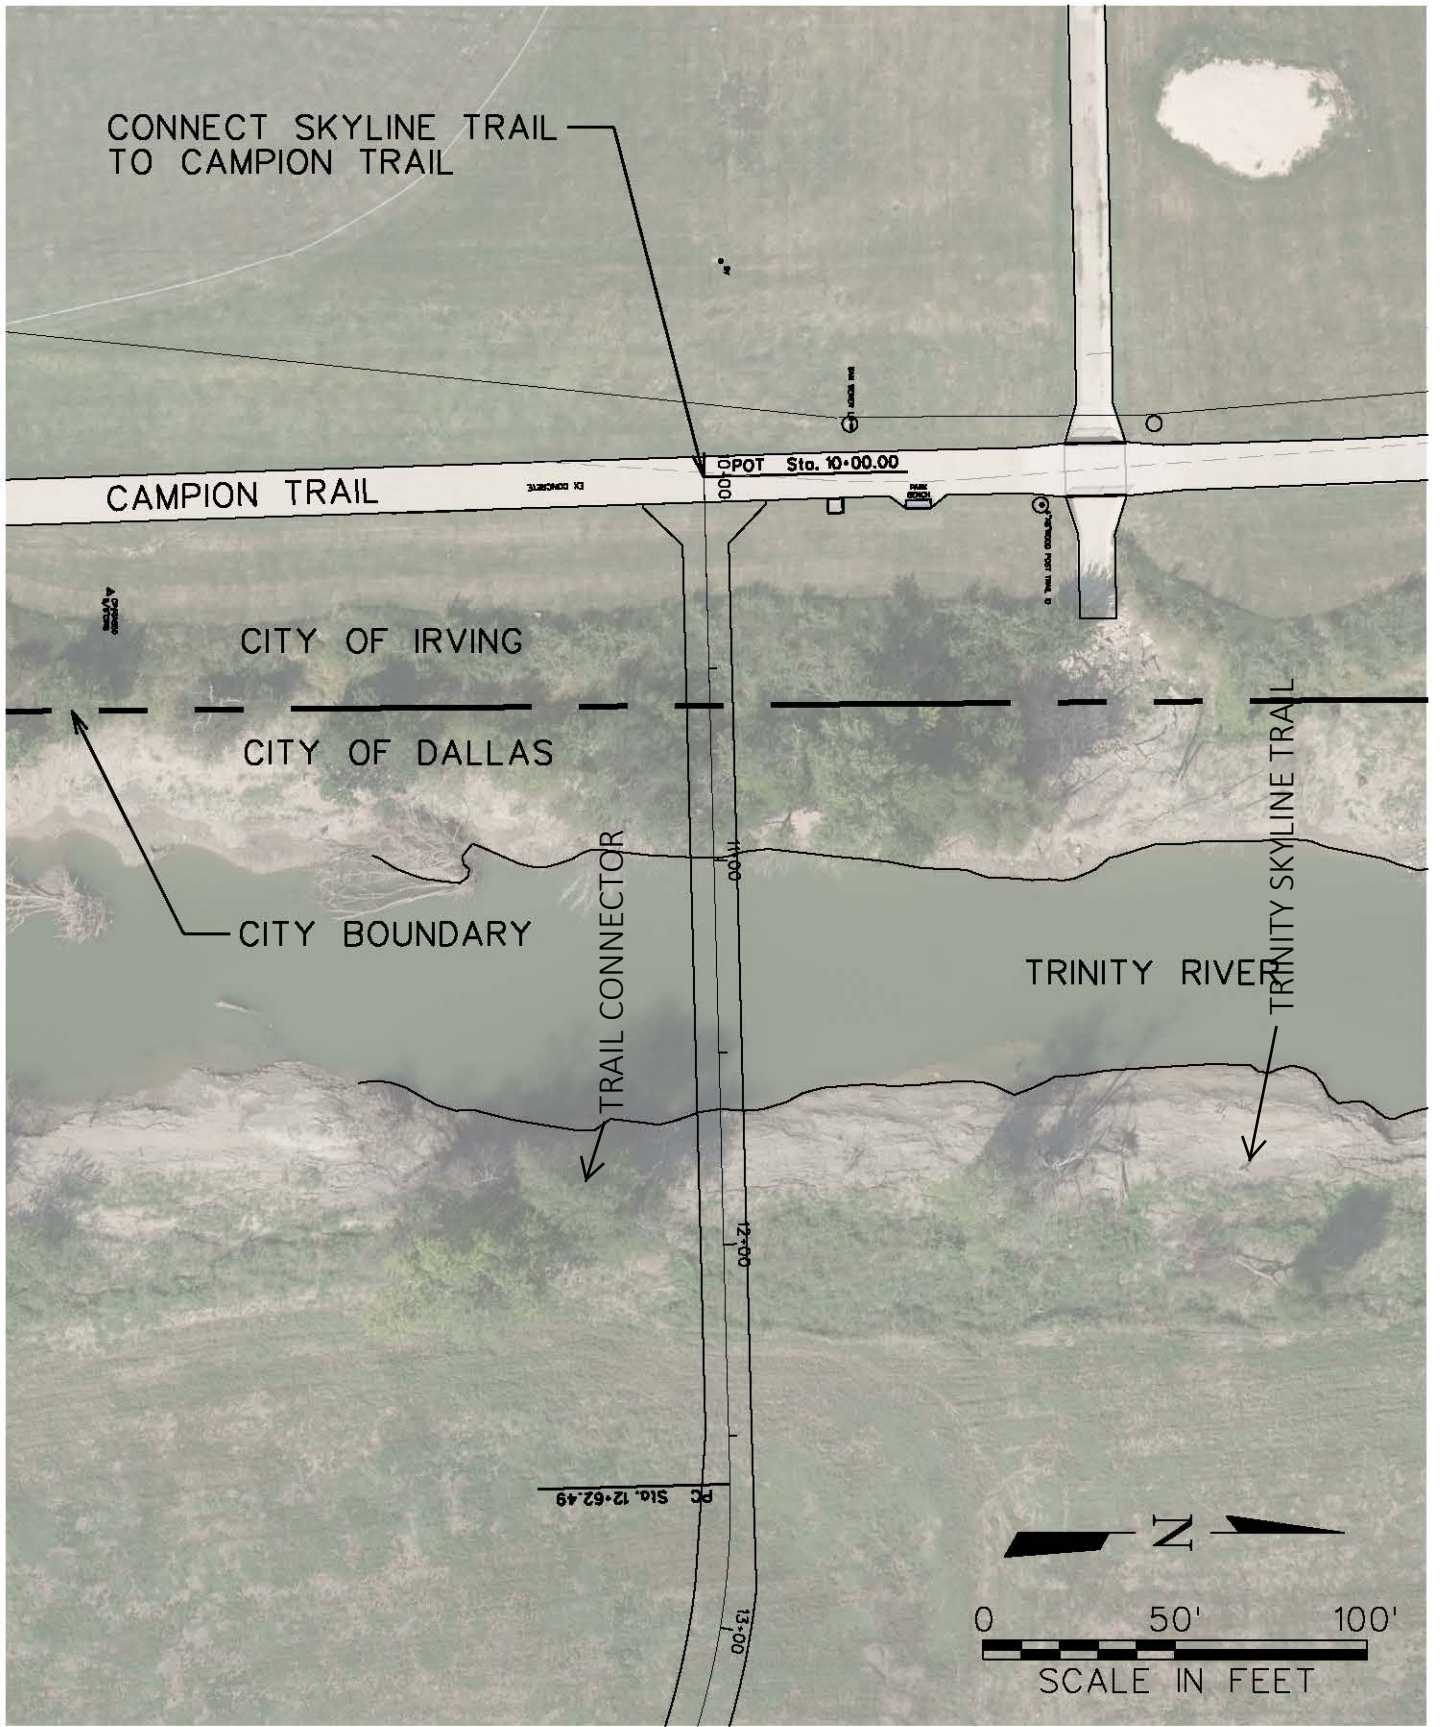 CONNECT SKYLINE TRAIL
TO CAMPION TRAIL
POT Sta. 10+00.00
10+00
CAMPION TRAIL
EX CONCRETE
CITY OF IRVING
CITY OF DALLAS
CITY BOUNDARY
TRAIL CONNECTOR
11+00
TRINITY RIVER
TRINITY SKYLINE TRAIL
12+00
PC Sta. 12+62.49
13+00
N
0 50' 100'
SCALE IN FEET